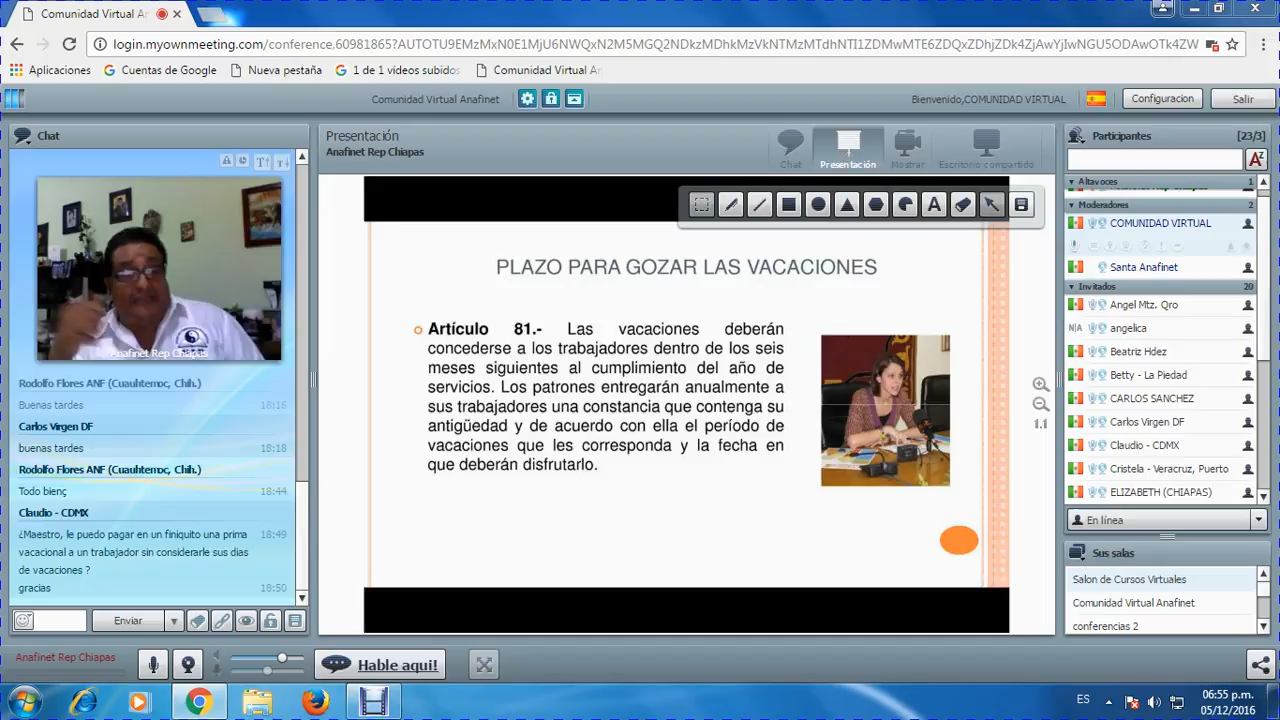 Comunidad Virtual An
login.myownmeeting.com/conference.60981865?
Aplicaciones
Cuentas de Google
Nueva pestaña
1 de 1 vídeos subidos
Comunidad Virtual An
Comunidad Virtual Anafinet
Bienvenido,COMUNIDAD VIRTUAL
Configuracion
Salir
Chat
Anafinet Rep Chiapas
Rodolfo Flores ANF (Cuauhtemoc, Chih.)
Buenas tardes 18:16
Carlos Virgen DF
buenas tardes 18:18
Rodolfo Flores ANF (Cuauhtemoc, Chih.)
Todo bienç 18:44
Claudio - CDMX
¿Maestro, le puedo pagar en un finiquito una prima 18:49
vacacional a un trabajador sin considerarle sus dias
de vacaciones ?
gracias 18:50
Enviar
Anafinet Rep Chiapas
Hable aqui!
Presentación
Anafinet Rep Chiapas
Chat
Presentación
Mostrar
Escritorio compartido
A
PLAZO PARA GOZAR LAS VACACIONES
Artículo 81.- Las vacaciones deberán
concederse a los trabajadores dentro de los seis
meses siguientes al cumplimiento del año de
servicios. Los patrones entregarán anualmente a
sus trabajadores una constancia que contenga su
antigüedad y de acuerdo con ella el período de
vacaciones que les corresponda y la fecha en
que deberán disfrutarlo.
1.1
Participantes [23/3]
Altavoces 1
Moderadores 2
COMUNIDAD VIRTUAL
Santa Anafinet
Invitados 20
Angel Mtz. Qro
N/A angelica
Beatriz Hdez
Betty - La Piedad
CARLOS SANCHEZ
Carlos Virgen DF
Claudio - CDMX
Cristela - Veracruz, Puerto
ELIZABETH (CHIAPAS)
En línea
Sus salas
Salon de Cursos Virtuales
Comunidad Virtual Anafinet
conferencias 2
ES
06:55 p.m.
05/12/2016